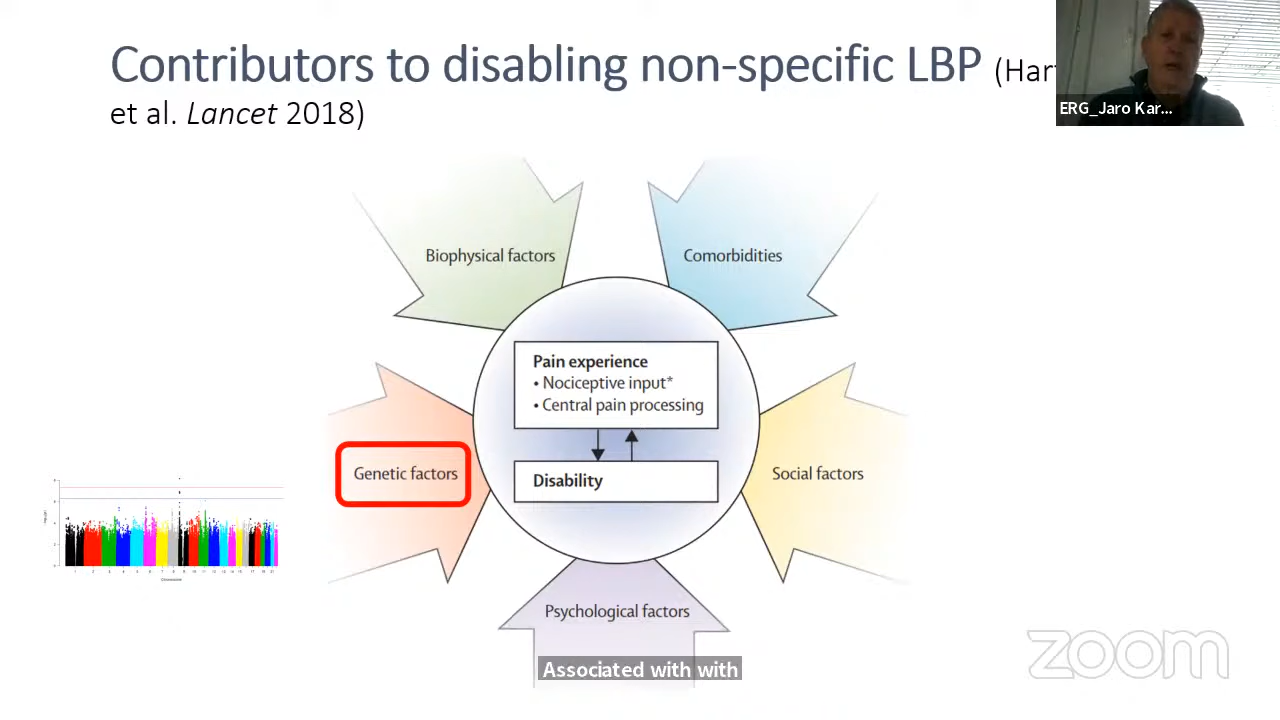 Contributors to disabling non-specific LBP (Har
et al. Lancet 2018)
ERG_Jaro Kar...
Biophysical factors
Comorbidities
Pain experience
• Nociceptive input*
• Central pain processing
Genetic factors
Disability
Social factors
Psychological factors
Associated with with
zoom